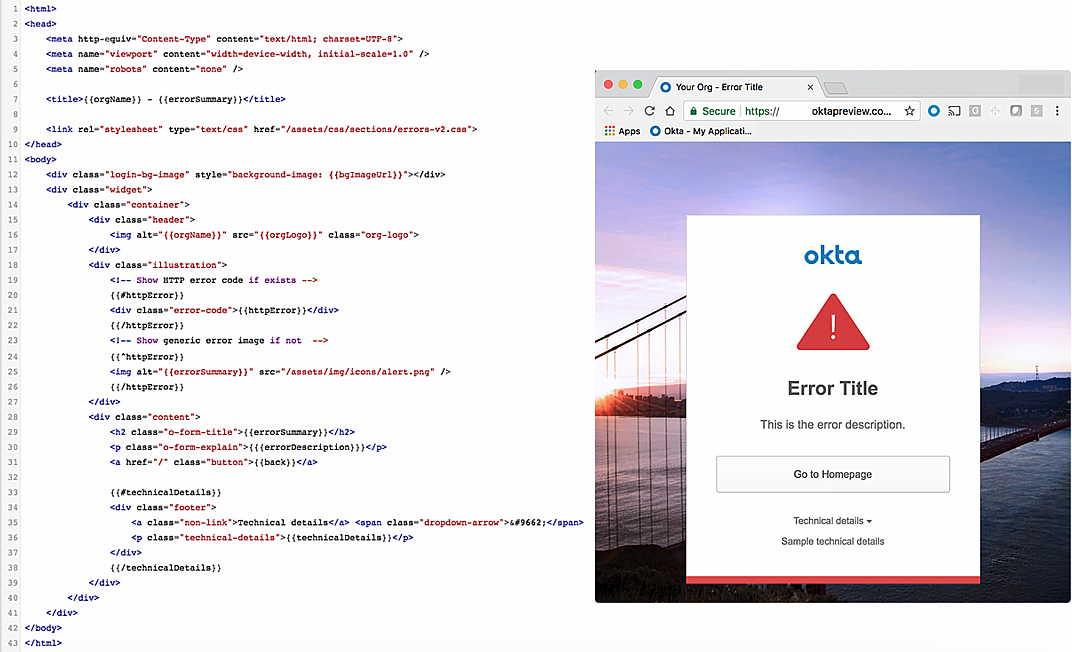 1 <html>
2 <head>
3 <meta http-equiv="Content-Type" content="text/html; charset=UTF-8">
4 <meta name="viewport" content="width=device-width, initial-scale=1.0" />
5 <meta name="robots" content="none" />
6
7 <title>{{orgName}} - {{errorSummary}}</title>
8
9 <link rel="stylesheet" type="text/css" href="/assets/css/sections/errors-v2.css">
10 </head>
11 <body>
12 <div class="login-bg-image" style="background-image: {{bgImageUrl}}"></div>
13 <div class="widget">
14 <div class="container">
15 <div class="header">
16 <img alt="{{orgName}}" src="{{orgLogo}}" class="org-logo">
17 </div>
18 <div class="illustration">
19 <!-- Show HTTP error code if exists -->
20 {{#httpError}}
21 <div class="error-code">{{httpError}}</div>
22 {{/httpError}}
23 <!-- Show generic error image if not -->
24 {{^httpError}}
25 <img alt="{{errorSummary}}" src="/assets/img/icons/alert.png" />
26 {{/httpError}}
27 </div>
28 <div class="content">
29 <h2 class="o-form-title">{{errorSummary}}</h2>
30 <p class="o-form-explain">{{{errorDescription}}}</p>
31 <a href="/" class="button">{{back}}</a>
32
33 {{#technicalDetails}}
34 <div class="footer">
35 <a class="non-link">Technical details</a> <span class="dropdown-arrow">&#9662;</span>
36 <p class="technical-details">{{technicalDetails}}</p>
37 </div>
38 {{/technicalDetails}}
39 </div>
40 </div>
41 </div>
42 </body>
43 </html>
Your Org - Error Title
Secure https:// oktapreview.co...
Apps Okta - My Applicati...
okta
!
Error Title
This is the error description.
Go to Homepage
Technical details
Sample technical details